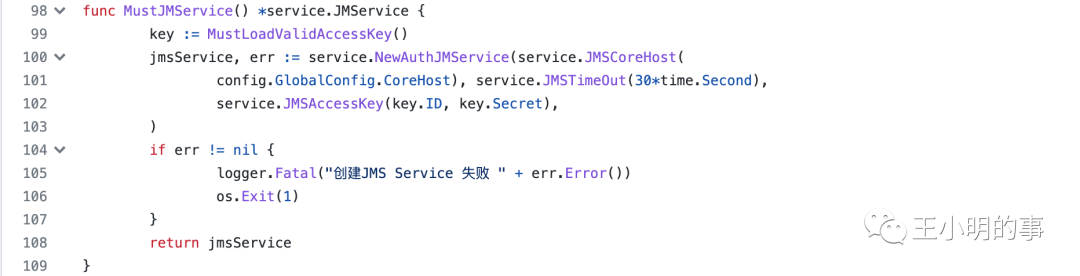 98 func MustJMService() *service.JMService {
99 key := MustLoadValidAccessKey()
100 jmsService, err := service.NewAuthJMService(service.JMSCoreHost(
101 config.GlobalConfig.CoreHost), service.JMSTimeOut(30*time.Second),
102 service.JMSAccessKey(key.ID, key.Secret),
103 )
104 if err != nil {
105 logger.Fatal("创建JMS Service 失败 " + err.Error())
106 os.Exit(1)
107 }
108 return jmsService
109 }
王小明的事